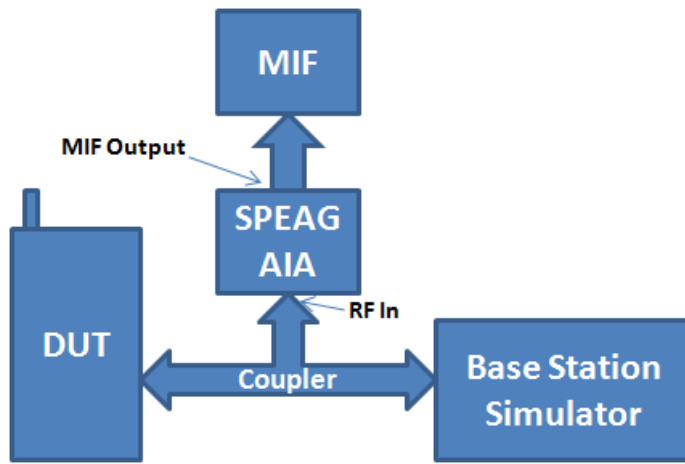 MIF
MIF Output
SPEAG
AIA
RF In
DUT
Coupler
Base Station
Simulator